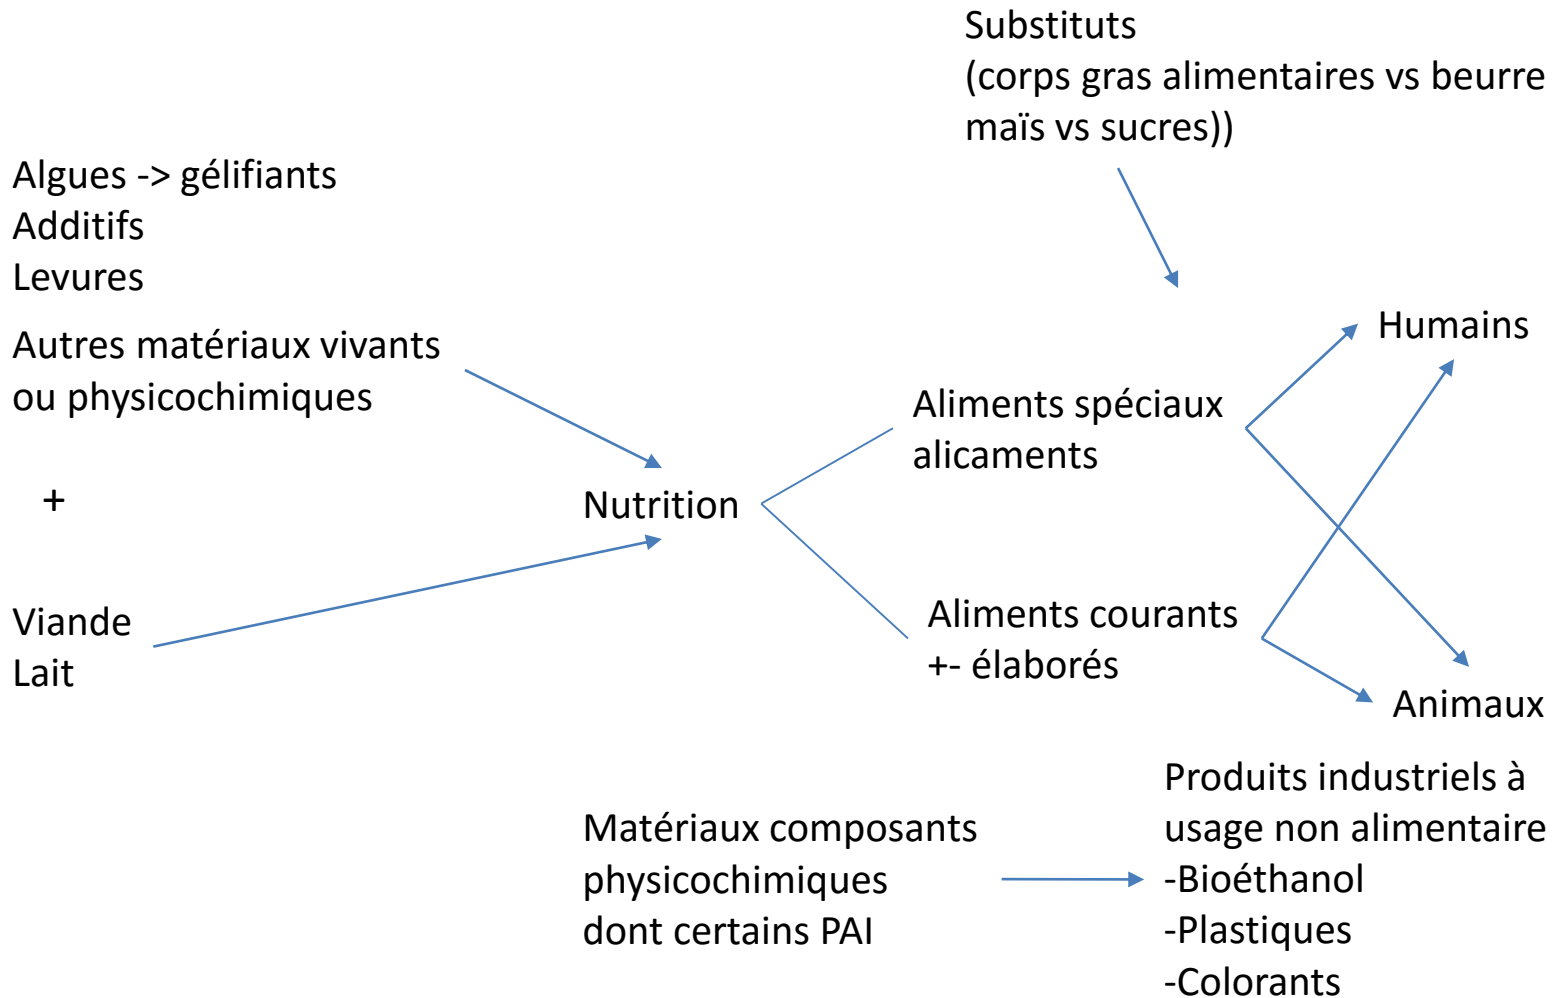 Substituts
(corps gras alimentaires vs beurre
maïs vs sucres))
Algues -> gélifiants
Additifs
Levures
Autres matériaux vivants
ou physicochimiques
+
Viande
Lait
Nutrition
Aliments spéciaux
alicaments
Aliments courants
+- élaborés
Humains
Animaux
Matériaux composants
physicochimiques
dont certains PAI
Produits industriels à
usage non alimentaire
-Bioéthanol
-Plastiques
-Colorants